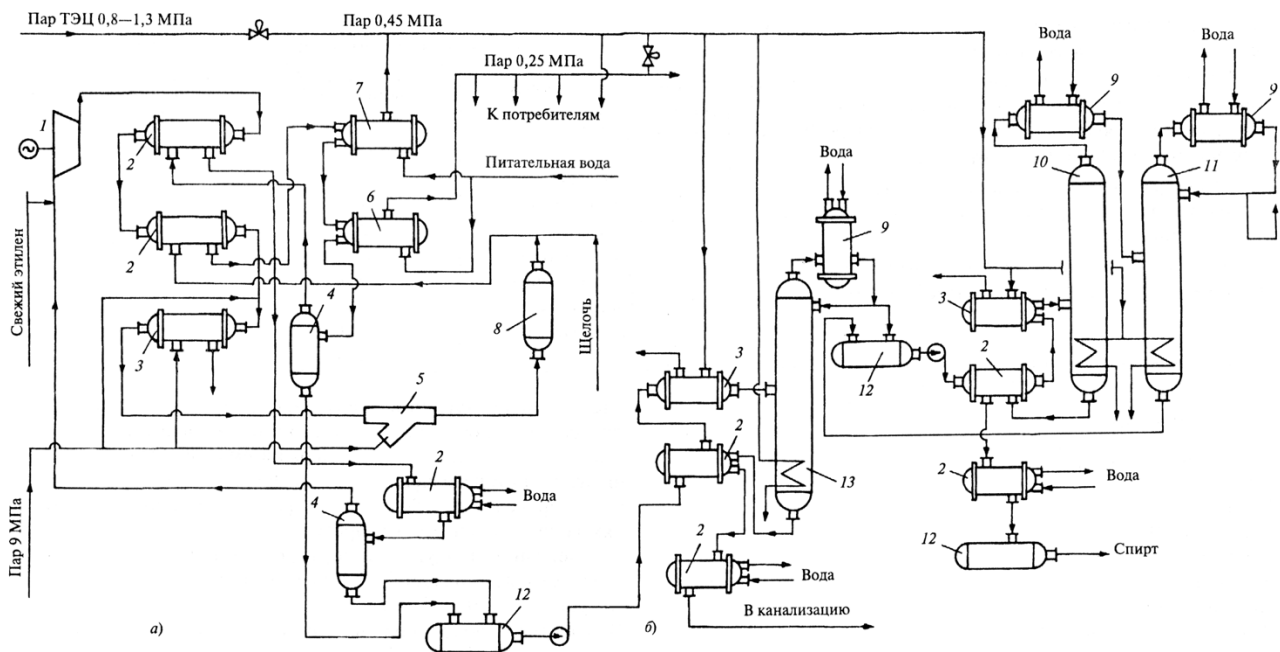 Пар ТЭЦ 0,8—1,3 МПа
Пар 0,45 МПа
Пар 0,25 МПа
К потребителям
Питательная вода
Вода
Вода
Вода
1
2
7
6
2
3
4
5
8
9
9
9
10
11
Свежий этилен
Щелочь
Пар 9 МПа
3
12
3
2
2
13
2
Вода
4
2
Вода
12
Спирт
2
Вода
12
В канализацию
а)
б)